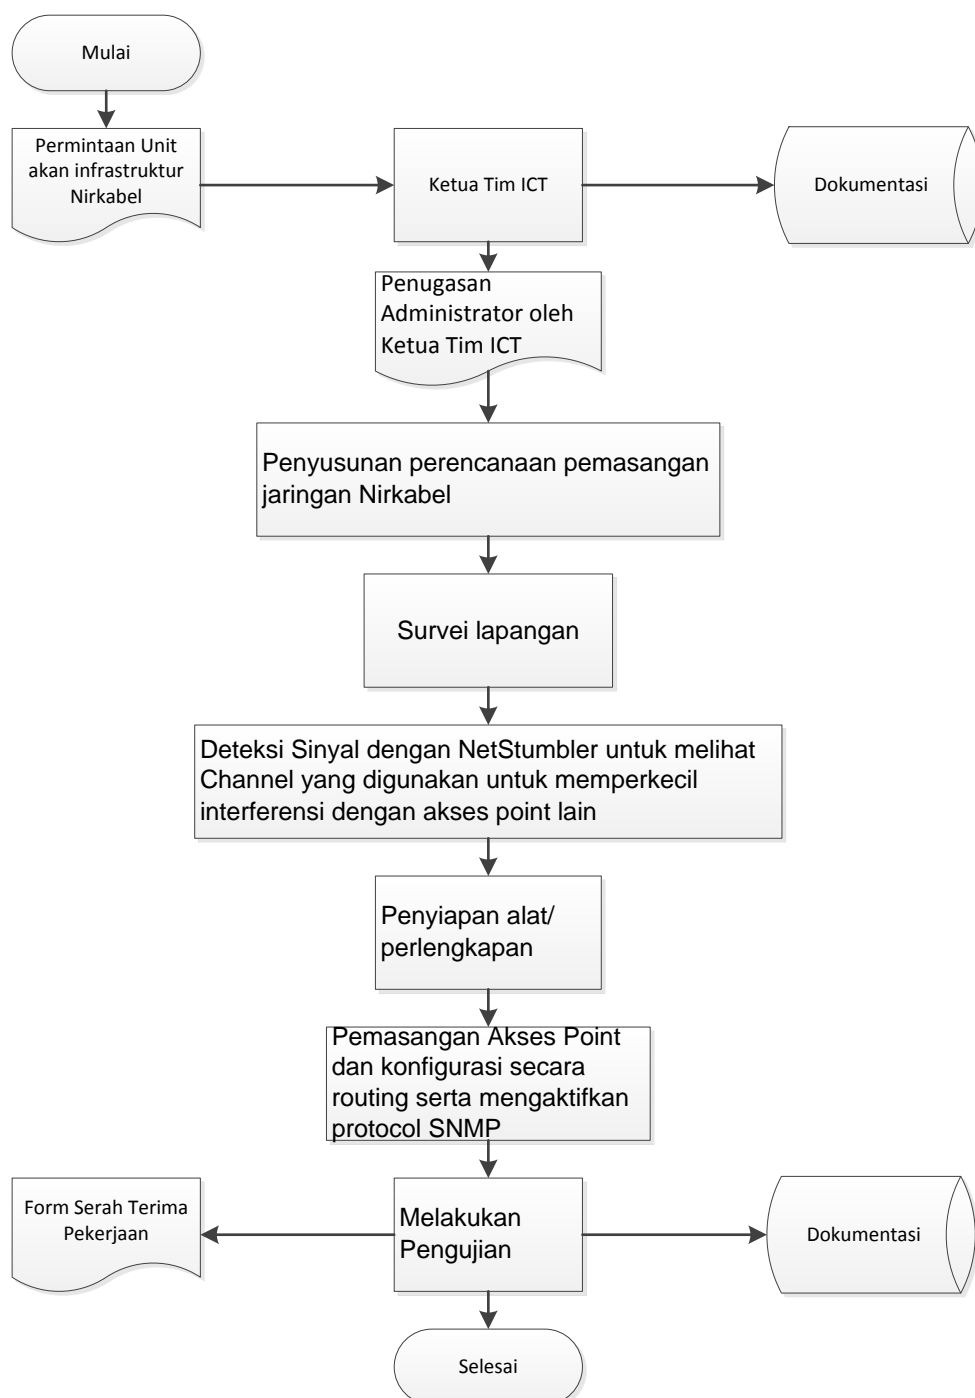 Mulai
Permintaan Unit
akan infrastruktur
Nirkabel
Ketua Tim ICT
Dokumentasi
Penugasan
Administrator oleh
Ketua Tim ICT
Penyusunan perencanaan pemasangan
jaringan Nirkabel
Survei lapangan
Deteksi Sinyal dengan NetStumbler untuk melihat
Channel yang digunakan untuk memperkecil
interferensi dengan akses point lain
Penyiapan alat/
perlengkapan
Pemasangan Akses Point
dan konfigurasi secara
routing serta mengaktifkan
protocol SNMP
Form Serah Terima
Pekerjaan
Melakukan
Pengujian
Dokumentasi
Selesai